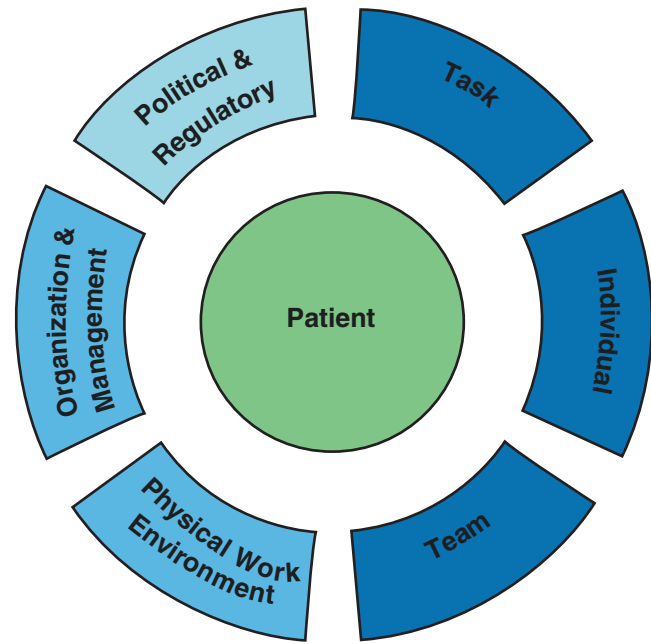 Political &
Regulatory
Task
Organization &
Management
Patient
Individual
Physical Work
Environment
Team